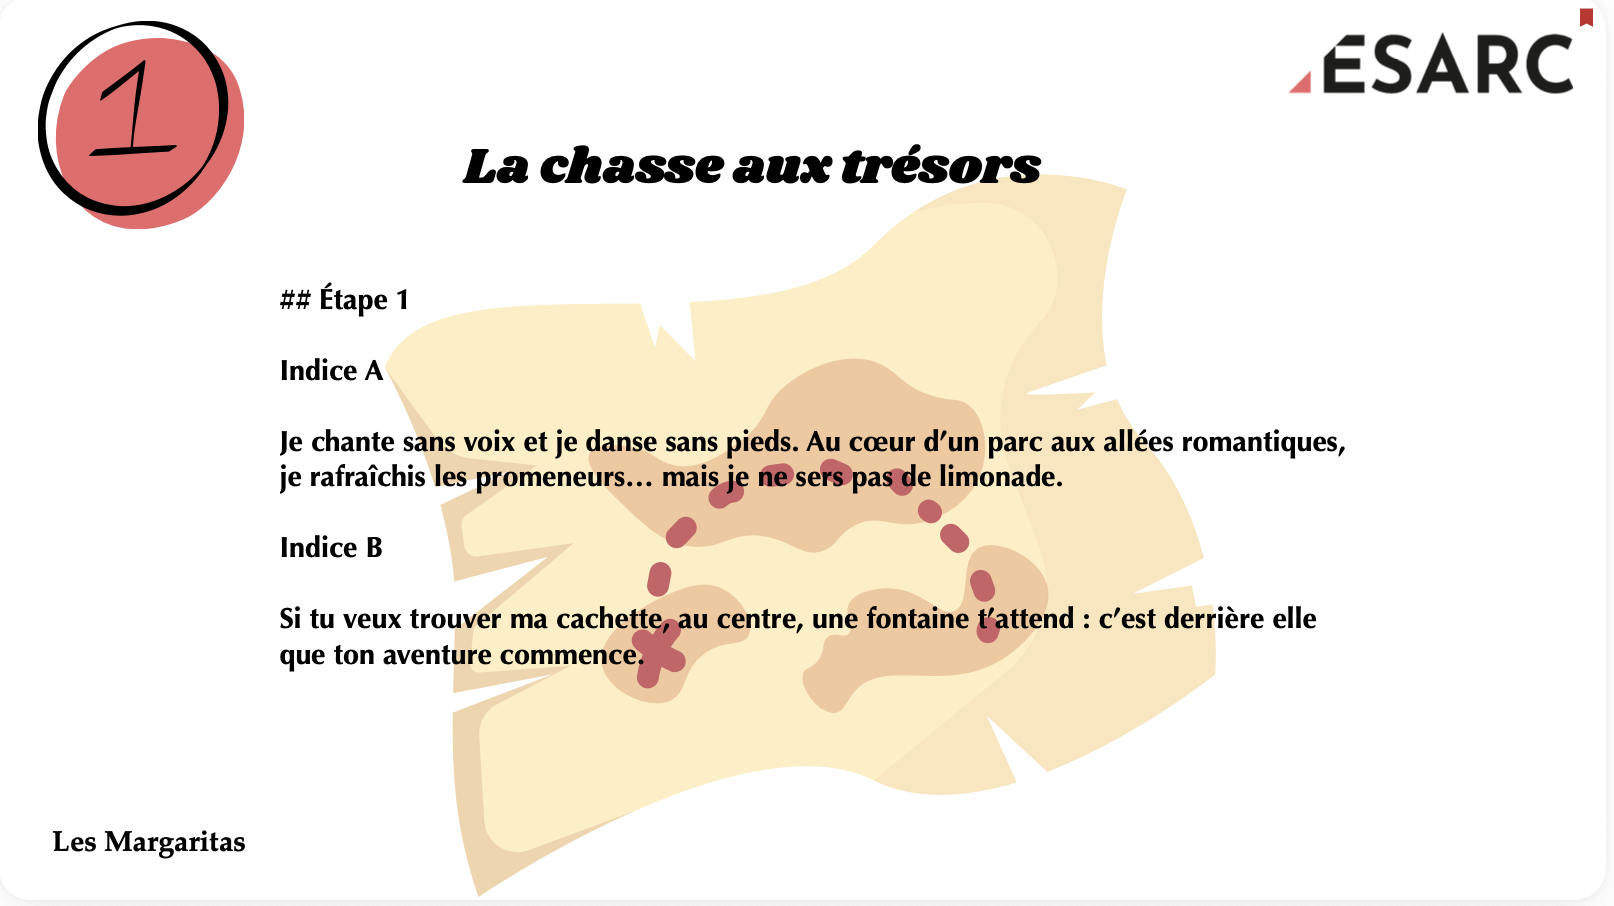 1
ESARC
La chasse aux trésors
## Étape 1
Indice A
Je chante sans voix et je danse sans pieds. Au cœur d’un parc aux allées romantiques,
je rafraîchis les promeneurs… mais je ne sers pas de limonade.
Indice B
Si tu veux trouver ma cachette, au centre, une fontaine t’attend : c’est derrière elle
que ton aventure commence.
Les Margaritas